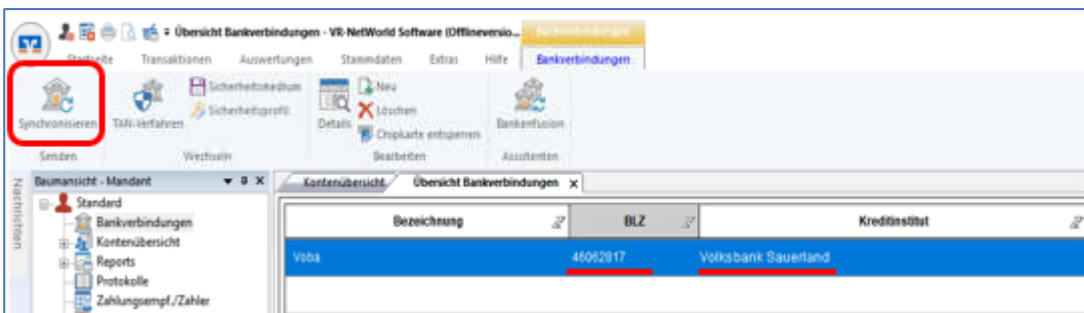 Übersicht Bankverbindungen - VR-NetWorld Software (Offlineversio... Bankverbindungen
Startseite Transaktionen Auswertungen Stammdaten Extras Hilfe Bankverbindungen
Synchronisieren TAN-Verfahren Sicherheitsmedium Details Neu Bankenfusion
Sicherheitsprofil Löschen
Chipkarte entsperren
Senden Wechseln Bearbeiten Assistenten
Nachrichten
Baumansicht - Mandant Kontenübersicht Übersicht Bankverbindungen x
Standard
Bankverbindungen Bezeichnung BLZ Kreditinstitut
Kontenübersicht
Reports Voba 46062817 Volksbank Sauerland
Protokolle
Zahlungsempf./Zahler